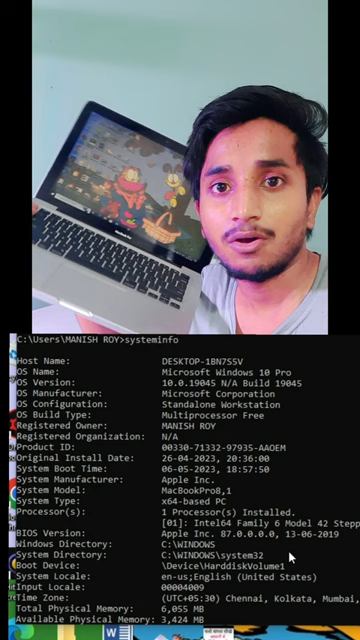 C:\Users\MANISH ROY>systeminfo
Host Name: DESKTOP-1BN755V
OS Name: Microsoft Windows 10 Pro
OS Version: 10.0.19045 N/A Build 19045
OS Manufacturer: Microsoft Corporation
OS Configuration: Standalone Workstation
OS Build Type: Multiprocessor Free
Registered Owner: MANISH ROY
Registered Organization: N/A
Product ID: 00330-71332-97935-AAOEM
Original Install Date: 26-04-2023, 20:36:00
System Boot Time: 06-05-2023, 18:57:50
System Manufacturer: Apple Inc.
System Model: MacBookPro8,1
System Type: x64-based PC
Processor(s): 1 Processor(s) Installed.
[01]: Intel64 Family 6 Model 42 Stepp
BIOS Version: Apple Inc. 87.0.0.0.0, 13-06-2019
Windows Directory: C:\WINDOWS
System Directory: C:\WINDOWS\system32
Boot Device: \Device\HarddiskVolume1
System Locale: en-us;English (United States)
Input Locale: 00004009
Time Zone: (UTC+05:30) Chennai, Kolkata, Mumbai,
Total Physical Memory: 6,055 MB
Available Physical Memory: 3,424 MB